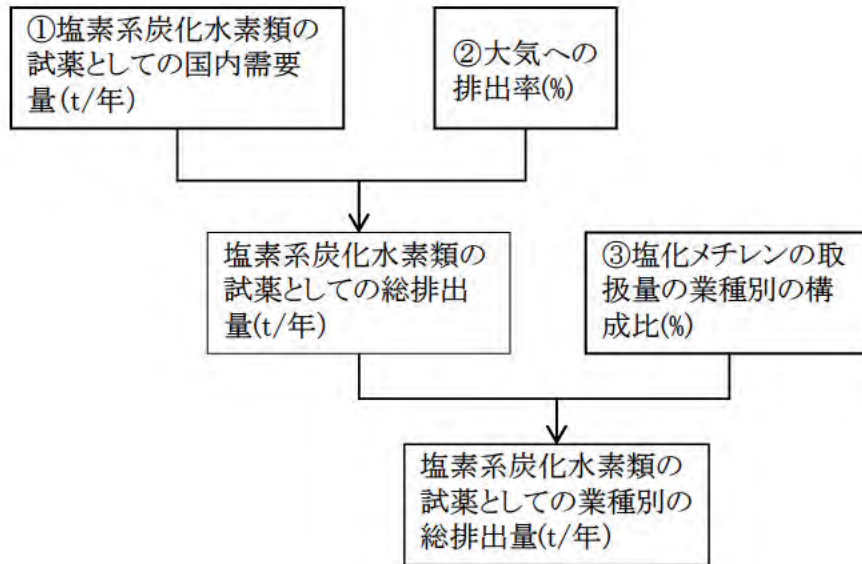 ①塩素系炭化水素類の
試薬としての国内需要
量(t/年)
②大気への
排出率(%)
塩素系炭化水素類の
試薬としての総排出
量(t/年)
③塩化メチレンの取
扱量の業種別の構
成比(%)
塩素系炭化水素類の
試薬としての業種別の
総排出量(t/年)